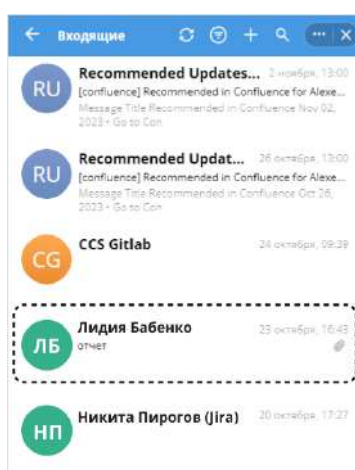 Входящие
RU
Recommended Updates... 2 ноября, 13:00
[confluence] Recommended in Confluence for Alexe...
Message Title Recommended in Confluence Nov 02,
2023 • Go to Con
RU
Recommended Updat... 26 октября, 13:00
[confluence] Recommended in Confluence for Alexe...
Message Title Recommended in Confluence Oct 26,
2023 • Go to Con
CG
CCS Gitlab 24 октября, 09:39
ЛБ
Лидия Бабенко 23 октября, 16:43
отчет
НП
Никита Пирогов (Jira) 20 октября, 17:27